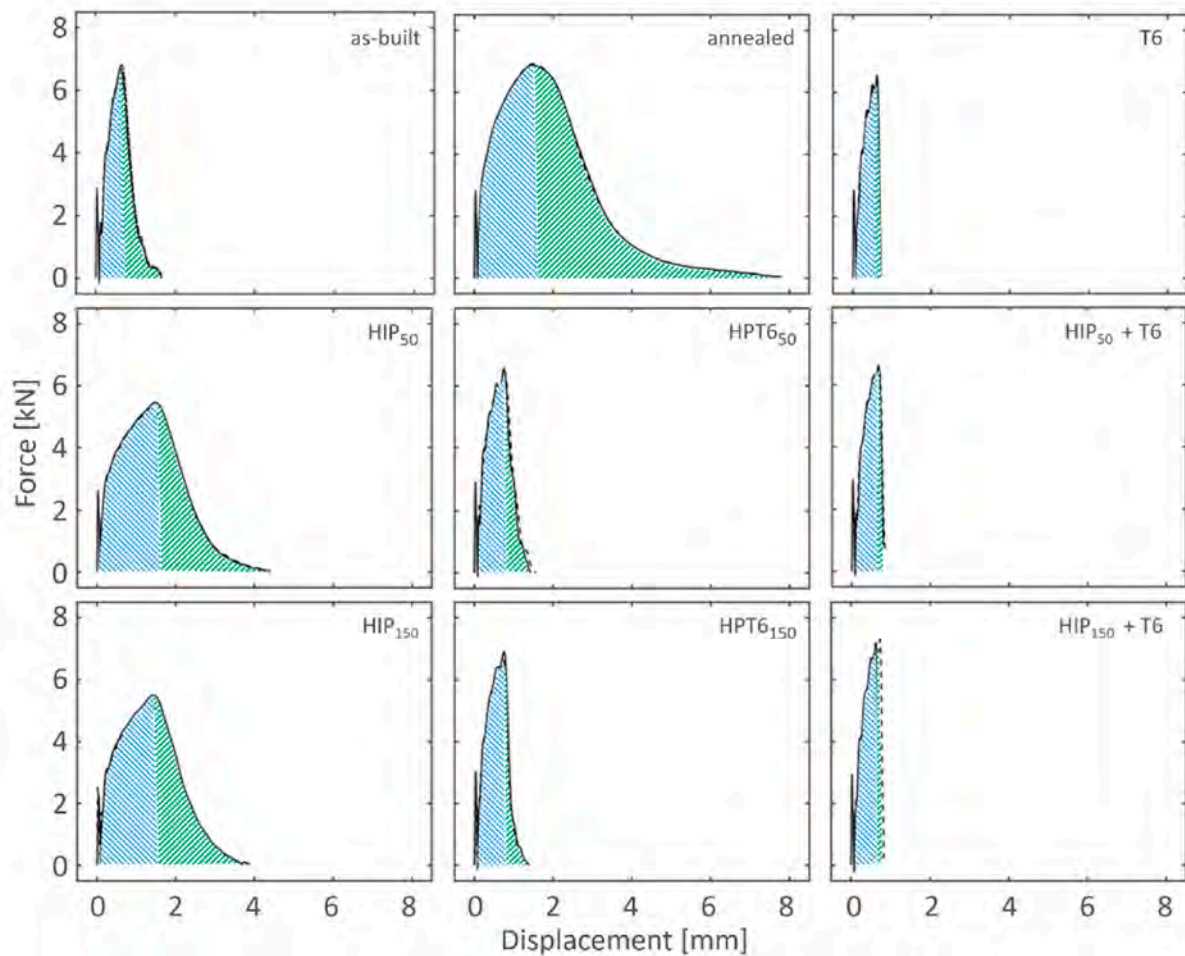 8
6
4
2
0
as-built
annealed
T6
8
6
4
2
0
Force [kN]
HIP50
HPT650
HIP50 + T6
8
6
4
2
0
HIP150
HPT6150
HIP150 + T6
0 2 4 6 8 0 2 4 6 8 0 2 4 6 8
Displacement [mm]